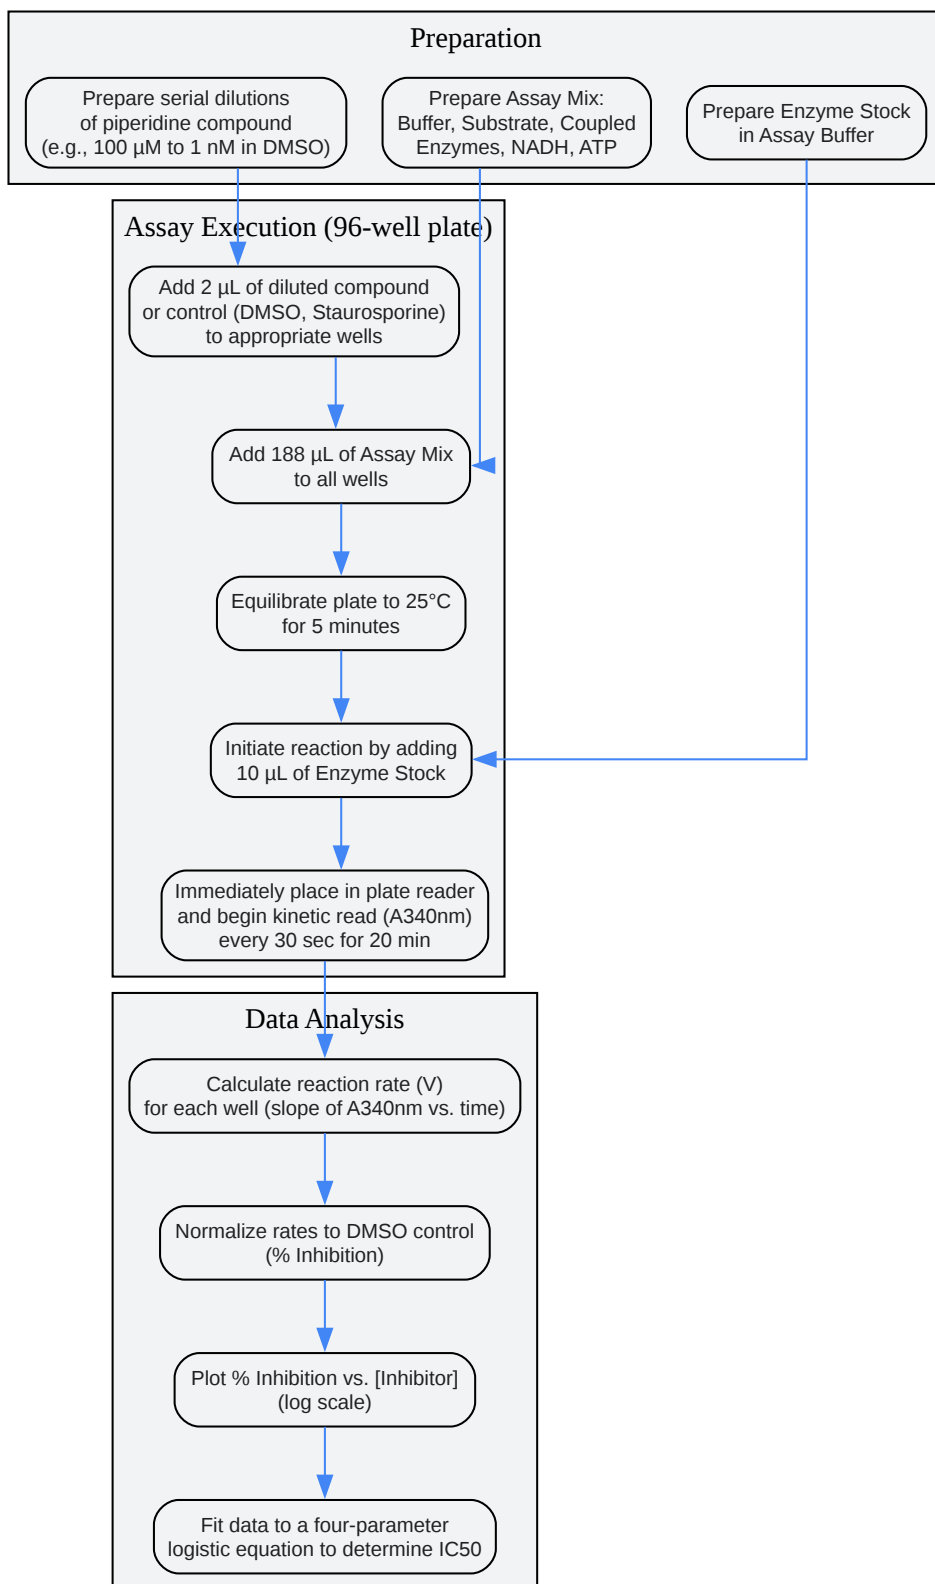 Preparation
Prepare serial dilutions
of piperidine compound
(e.g., 100 µM to 1 nM in DMSO)
Prepare Assay Mix:
Buffer, Substrate, Coupled
Enzymes, NADH, ATP
Prepare Enzyme Stock
in Assay Buffer
Assay Execution (96-well plate)
Add 2 µL of diluted compound
or control (DMSO, Staurosporine)
to appropriate wells
Add 188 µL of Assay Mix
to all wells
Equilibrate plate to 25°C
for 5 minutes
Initiate reaction by adding
10 µL of Enzyme Stock
Immediately place in plate reader
and begin kinetic read (A340nm)
every 30 sec for 20 min
Data Analysis
Calculate reaction rate (V)
for each well (slope of A340nm vs. time)
Normalize rates to DMSO control
(% Inhibition)
Plot % Inhibition vs. [Inhibitor]
(log scale)
Fit data to a four-parameter
logistic equation to determine IC50